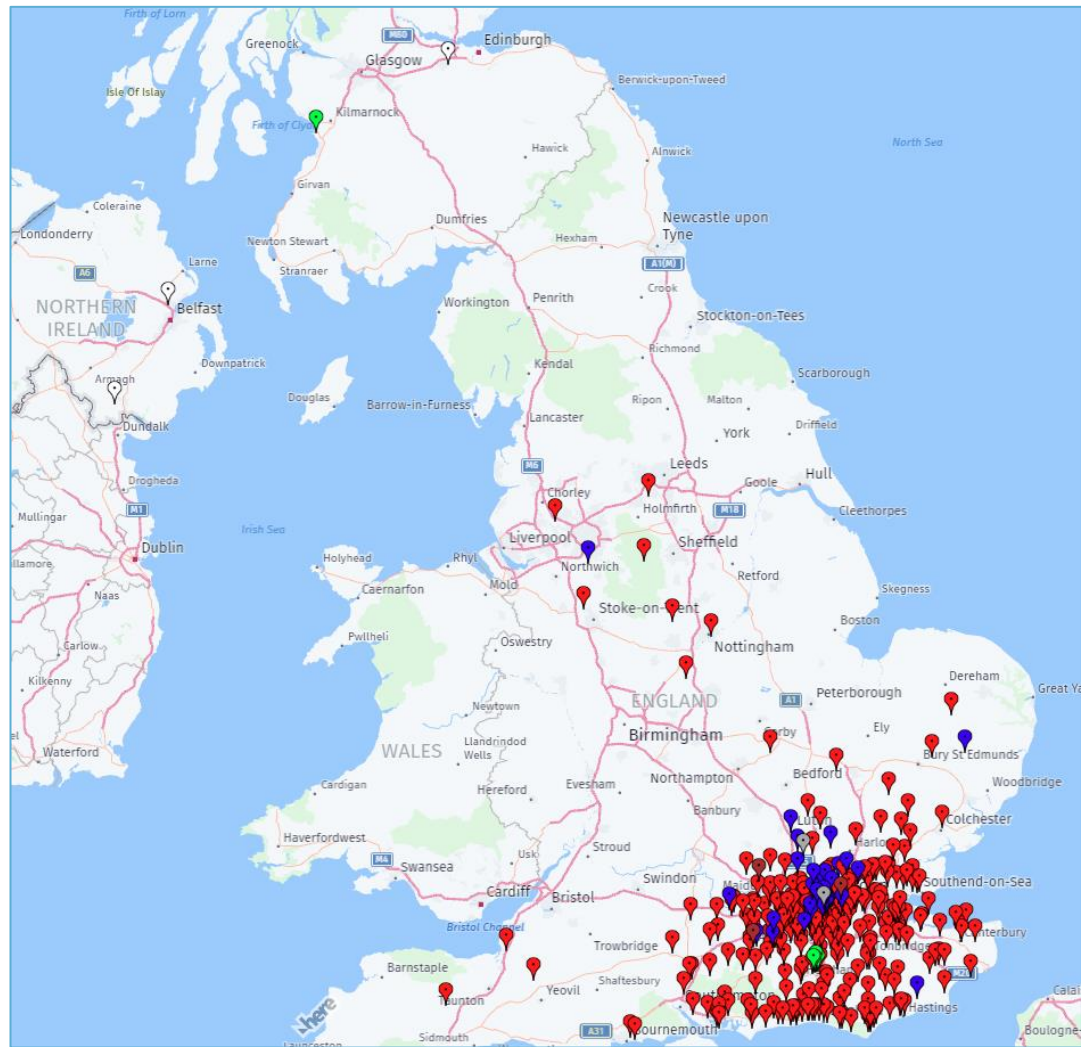 Firth of Lorn
M80
Edinburgh
Greenock
Glasgow
Isle Of Islay
Berwick-upon-Tweed
Firth of Clyd
Kilmarnock
North Sea
Hawick
Alnwick
Girvan
Coleraine
Londonderry
Dumfries
Newcastle upon
Tyne
Newton Stewart
Hexham
Larne
A6
Stranraer
A1(M)
Crook
NORTHERN
IRELAND
Belfast
Workington
Penrith
Stockton-on-Tees
Richmond
Downpatrick
Armagh
Kendal
Scarborough
Douglas
Barrow-in-Furness
Ripon
Malton
Lancaster
Driffield
Dundalk
York
M6
Leeds
Drogheda
Chorley
Goole
Hull
M1
Holmfirth
M18
Mullingar
Cleethorpes
Irish Sea
Liverpool
Dublin
Holyhead
Rhyl
Sheffield
llamore
Northwich
Mold
Retford
Naas
Caernarfon
Skegness
Stoke-on-Trent
Boston
Pwllheli
Oswestry
Carlow
Nottingham
Kilkenny
Dereham
ENGLAND
Peterborough
Great Ya
A1
Newtown
Birmingham
Ely
Waterford
WALES
Llandrindod
Wells
Bury St Edmunds
Bedford
Cardigan
Evesham
Northampton
Woodbridge
Hereford
Banbury
Luton
Colchester
Haverfordwest
Usk
Stroud
Harlo
M4
Swansea
Swindon
Southend-on-Sea
Cardiff
Bristol
Bristol Channel
Canterbury
Trowbridge
Barnstaple
Shaftesbury
Taunton
Yeovil
Hastings
Calai
here
Sidmouth
A31
Bournemouth
Boulogne-
Launceston